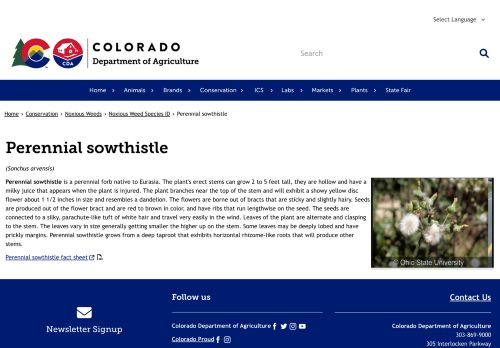 Select Language
COLORADO
Department of Agriculture
CDA
Search
Home
Animals
Brands
Conservation
ICS
Labs
Markets
Plants
State Fair
Home › Conservation › Noxious Weeds › Noxious Weed Species ID › Perennial sowthistle
Perennial sowthistle
(Sonchus arvensis)
Perennial sowthistle is a perennial forb native to Eurasia. The plant's erect stems can grow 2 to 5 feet tall, they are hollow and have a
milky juice that appears when the plant is injured. The plant branches near the top of the stem and will exhibit a showy yellow disc
flower about 1 1/2 inches in size and resembles a dandelion. The flowers are borne out of bracts that are sticky and slightly hairy. Seeds
are produced out of the flower bract and are red to brown in color, and have ribs that run lengthwise on the seed. The seeds are
connected to a silky, parachute-like tuft of white hair and travel very easily in the wind. Leaves of the plant are alternate and clasping
to the stem. The leaves vary in size generally getting smaller the higher up on the stem. Some leaves may be deeply lobed and have
prickly margins. Perennial sowthistle grows from a deep taproot that exhibits horizontal rhizome-like roots that will produce other
stems.
Perennial sowthistle fact sheet
© Ohio State University
Newsletter Signup
Follow us
Colorado Department of Agriculture
Colorado Proud
Contact Us
Colorado Department of Agriculture
303-869-9000
305 Interlocken Parkway